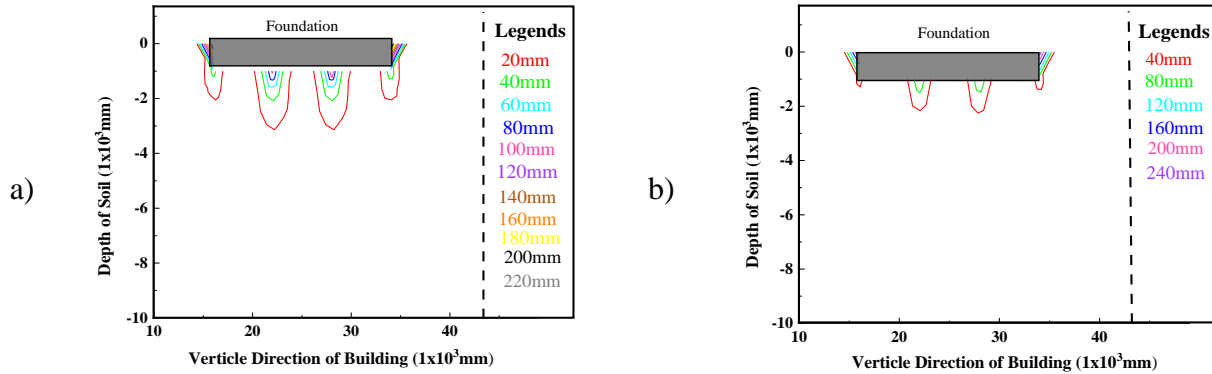 a)
Foundation
Legends
20mm
40mm
60mm
80mm
100mm
120mm
140mm
160mm
180mm
200mm
220mm
0
-2
-4
-6
-8
-10
10
20
30
40
Depth of Soil (1x10³mm)
Verticle Direction of Building (1x10³mm)
b)
Foundation
Legends
40mm
80mm
120mm
160mm
200mm
240mm
0
-2
-4
-6
-8
-10
10
20
30
40
Depth of Soil (1x10³mm)
Verticle Direction of Building (1x10³mm)